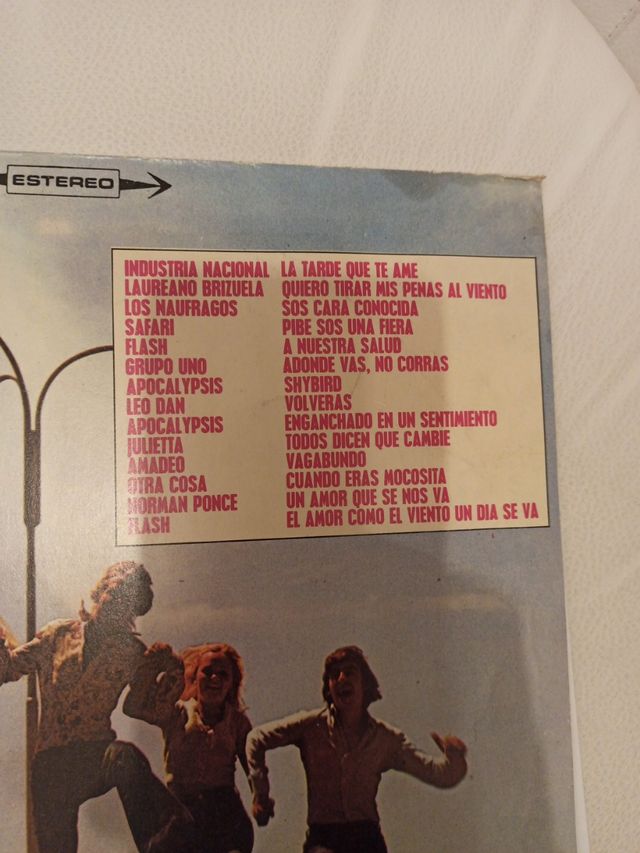 ESTEREO
INDUSTRIA NACIONAL LA TARDE QUE TE AME
LAUREANO BRIZUELA QUIERO TIRAR MIS PENAS AL VIENTO
LOS NAUFRAGOS SOS CARA CONOCIDA
SAFARI PIBE SOS UNA FIERA
FLASH A NUESTRA SALUD
GRUPO UNO ADONDE VAS, NO CORRAS
APOCALYPSIS SHYBIRD
LEO DAN VOLVERAS
APOCALYPSIS ENGANCHADO EN UN SENTIMIENTO
JULIETTA TODOS DICEN QUE CAMBIE
AMADEO VAGABUNDO
OTRA COSA CUANDO ERAS MOCOSITA
NORMAN PONCE UN AMOR QUE SE NOS VA
FLASH EL AMOR COMO EL VIENTO UN DIA SE VA